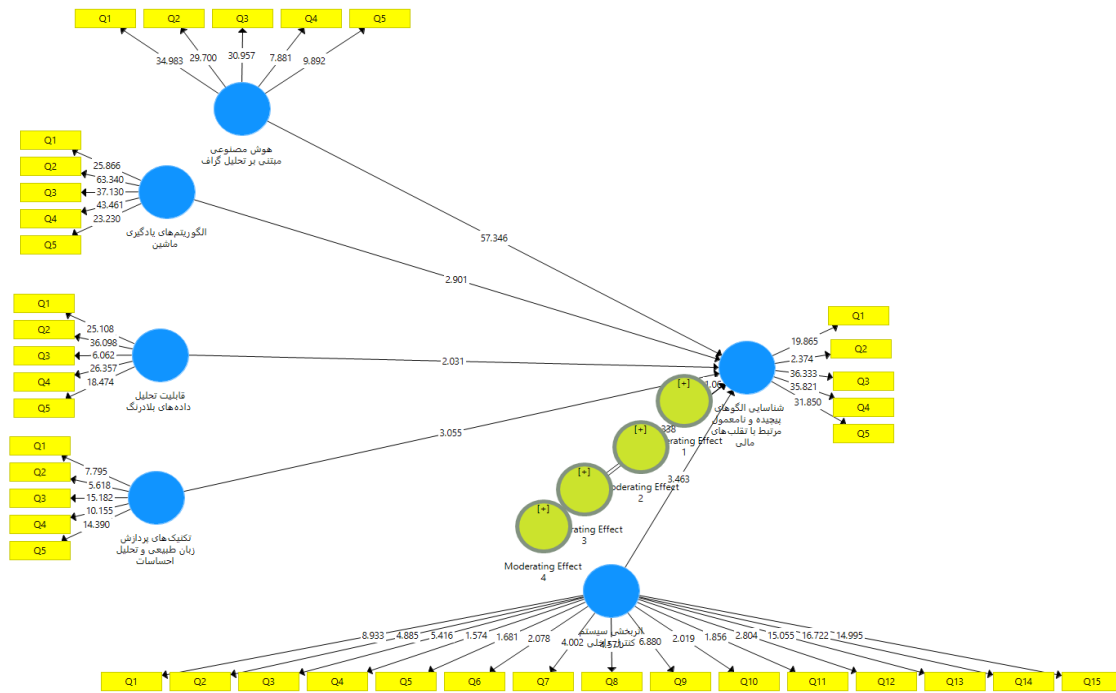 Q1 Q2 Q3 Q4 Q5
34.983 29.700 30.957 7.881 9.892
هوش مصنوعی
مبتنی بر تحلیل گراف
Q1
Q2
Q3
Q4
Q5
25.866
63.340
37.130
43.461
23.230
الگوریتم‌های یادگیری
ماشین
57.346
2.901
Q1
Q2
Q3
Q4
Q5
25.108
36.098
6.062
26.357
18.474
قابلیت تحلیل
داده‌های بلادرنگ
2.031
Q1
Q2
Q3
Q4
Q5
19.865
2.374
36.333
35.821
31.850
شناسایی الگوهای
پیچیده و نامعمول
مرتبط با تقلب‌های
مالی
Q1
Q2
Q3
Q4
Q5
7.795
5.618
15.182
10.155
14.390
تکنیک‌های پردازش
زبان طبیعی و تحلیل
احساسات
3.055
[+]
1
[+]
2
[+]
3
[+]
Moderating Effect
4
3.463
اثربخشی سیستم
8.933 4.885 5.416 1.574 1.681 2.078 4.002 6.880 2.019 1.856 2.804 15.055 16.722 14.995
Q1 Q2 Q3 Q4 Q5 Q6 Q7 Q8 Q9 Q10 Q11 Q12 Q13 Q14 Q15